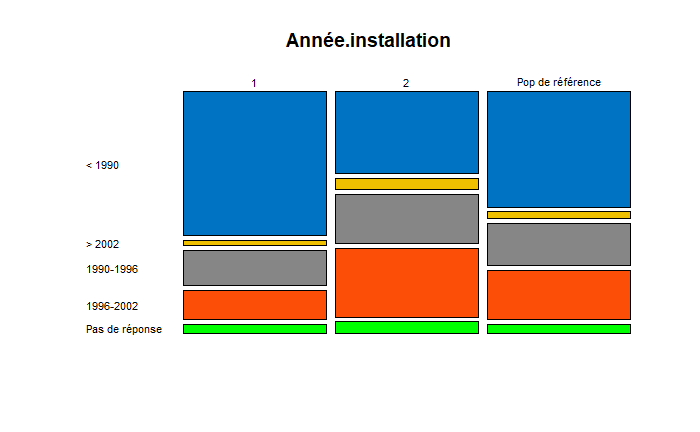 Année.installation
1
2
Pop de référence
< 1990
> 2002
1990-1996
1996-2002
Pas de réponse